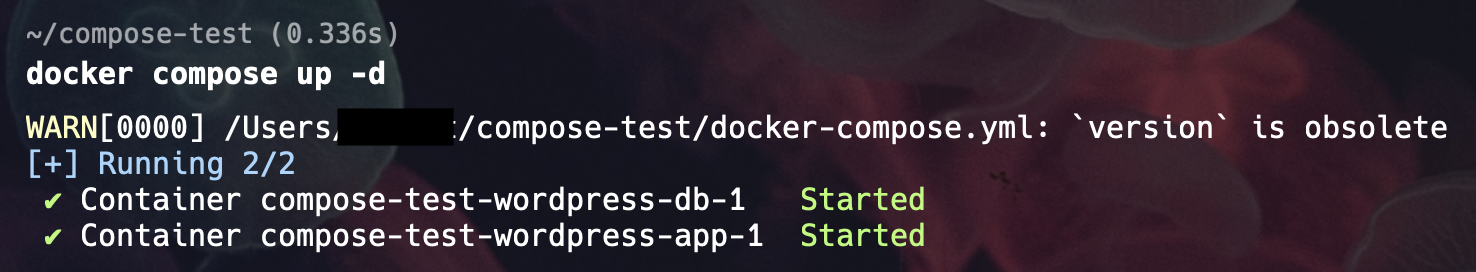 ~/compose-test (0.336s)
docker compose up -d
WARN[0000] /Users/ /compose-test/docker-compose.yml: `version` is obsolete
[+] Running 2/2
✔ Container compose-test-wordpress-db-1 Started
✔ Container compose-test-wordpress-app-1 Started